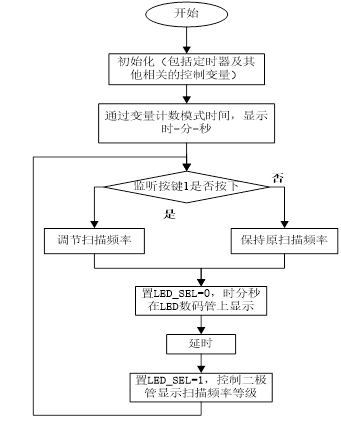 开始
初始化（包括定时器及其
他相关的控制变量）
通过变量计数模式时间，显示
时-分-秒
监听按键1是否按下
否
是
调节扫描频率
保持原扫描频率
置LED_SEL=0，时分秒
在LED数码管上显示
延时
置LED_SEL=1，控制二极
管显示扫描频率等级